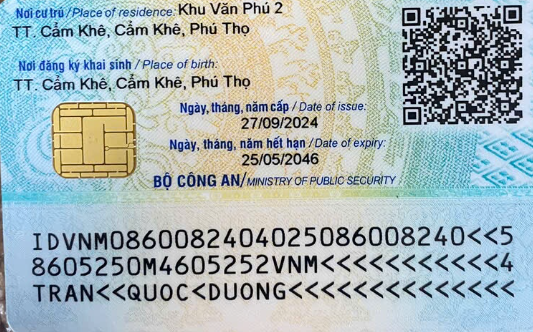 Nơi cư trú / Place of residence: Khu Văn Phú 2
TT. Cẩm Khê, Cẩm Khê, Phú Thọ
Nơi đăng ký khai sinh / Place of birth:
TT. Cẩm Khê, Cẩm Khê, Phú Thọ
Ngày, tháng, năm cấp / Date of issue:
27/09/2024
Ngày, tháng, năm hết hạn / Date of expiry:
25/05/2046
BỘ CÔNG AN/MINISTRY OF PUBLIC SECURITY
IDVNM0860082404025086008240<<5
8605250M4605252VNM<<<<<<<<<<<4
TRAN<<QUOC<DUONG<<<<<<<<<<<<<<